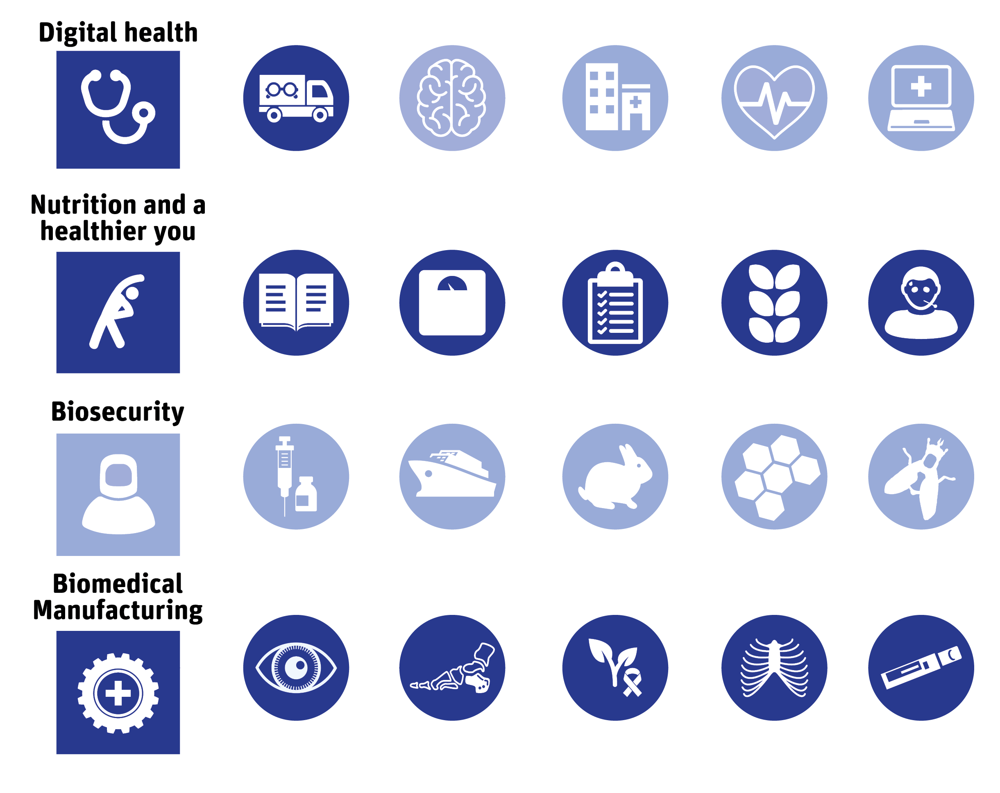 Digital health
Nutrition and a
healthier you
Biosecurity
Biomedical
Manufacturing